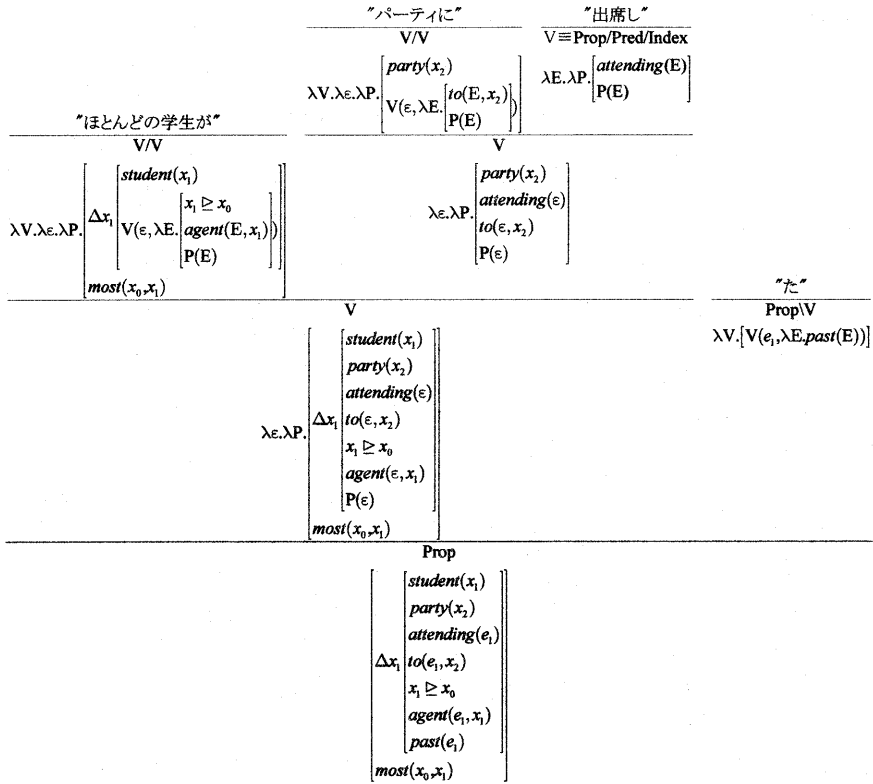 "パーティに" "出席し"
V/V V≡Prop/Pred/Index
λV.λε.λP.[party(x₂)
V(ε,λE.[to(E,x₂)
P(E)])]
λE.λP.[attending(E)
P(E)]
"ほとんどの学生が"
V/V
λV.λε.λP.[Δx₁[student(x₁)
V(ε,λE.[x₁ ⊵ x₀
agent(E,x₁)
P(E)])]
most(x₀,x₁)]
V
λε.λP.[party(x₂)
attending(ε)
to(ε,x₂)
P(ε)]
"た"
Prop\V
λV.[V(e₁,λE.past(E))]
V
λε.λP.[Δx₁[student(x₁)
party(x₂)
attending(ε)
to(ε,x₂)
x₁ ⊵ x₀
agent(ε,x₁)
P(ε)]
most(x₀,x₁)]
Prop
[Δx₁[student(x₁)
party(x₂)
attending(e₁)
to(e₁,x₂)
x₁ ⊵ x₀
agent(e₁,x₁)
past(e₁)]
most(x₀,x₁)]